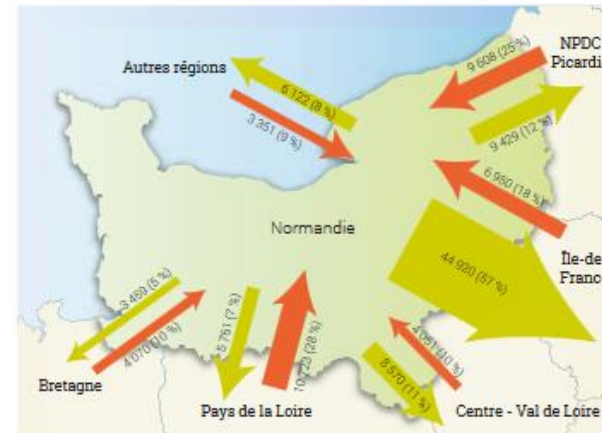 NPDC
Picardi
9 608 (25 %)
Autres régions
6 122 (8 %)
3 351 (9 %)
9 429 (12 %)
6 980 (18 %)
Normandie
Île-de
France
44 920 (57 %)
3 459 (5 %)
4 070 (10 %)
5 761 (7 %)
10 723 (28 %)
4 051 (10 %)
8 570 (11 %)
Bretagne
Pays de la Loire
Centre - Val de Loire